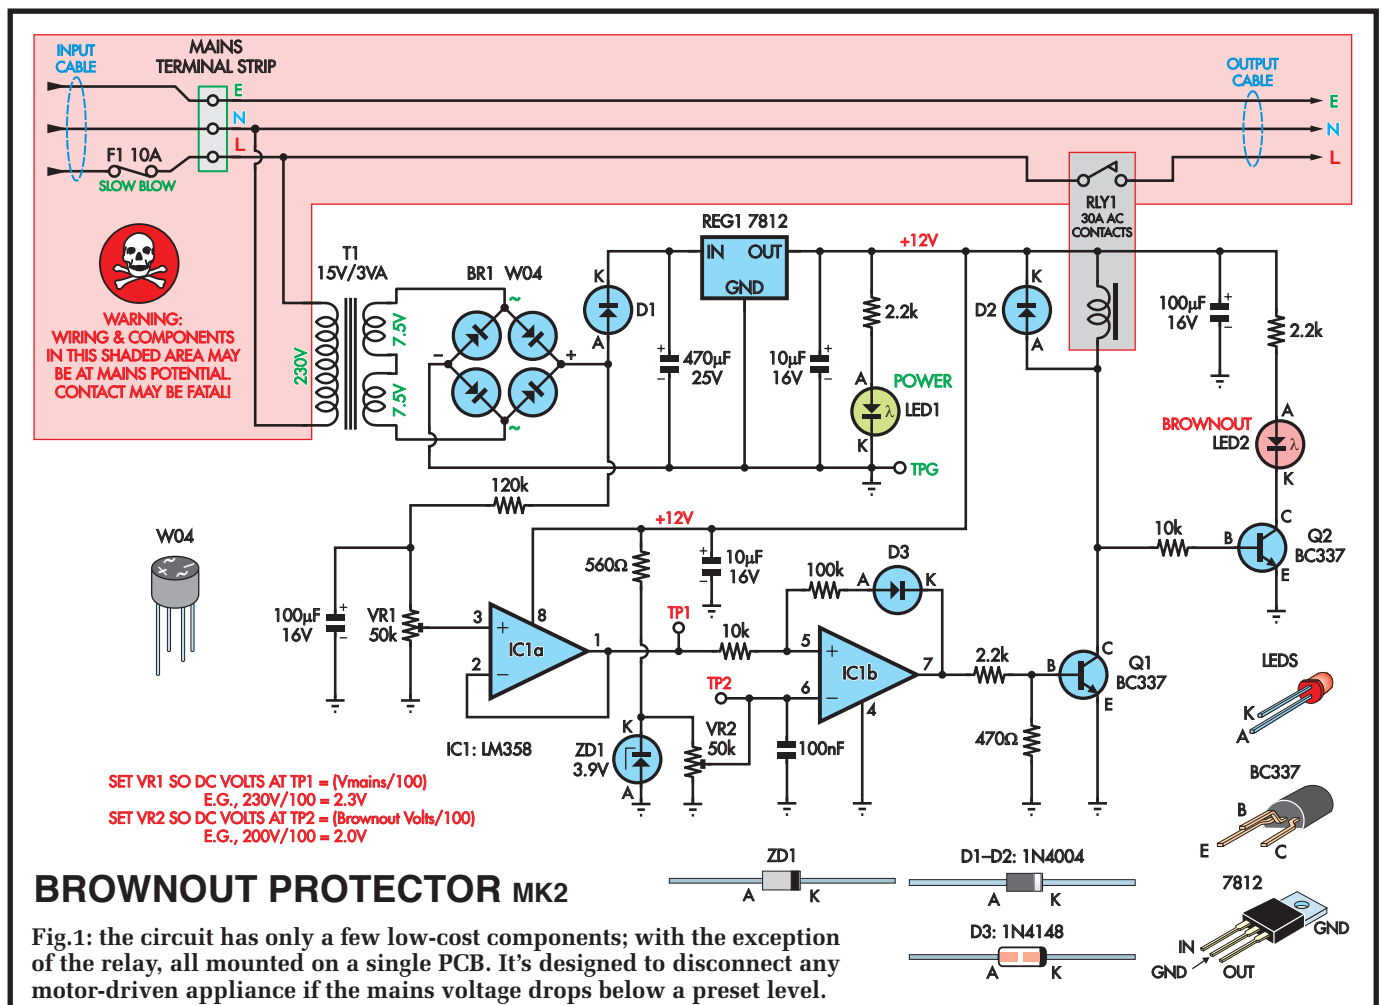 INPUT
CABLE
MAINS
TERMINAL STRIP
OUTPUT
CABLE
E
E
N
N
L
L
F1 10A
SLOW BLOW
RLY1
30A AC
CONTACTS
WARNING:
WIRING & COMPONENTS
IN THIS SHADED AREA MAY
BE AT MAINS POTENTIAL.
CONTACT MAY BE FATAL!
T1
15V/3VA
230V
7.5V
7.5V
BR1 W04
~
~
–
+
K
D1
A
REG1 7812
IN OUT
GND
+12V
470µF
25V
+
–
10µF
16V
+
–
2.2k
POWER
A
LED1
λ
K
TPG
K
D2
A
100µF
16V
+
–
2.2k
BROWNOUT
A
LED2
λ
K
120k
W04
100µF
16V
+
–
VR1
50k
+12V
560Ω
10µF
16V
+
–
3
+
2
–
8
1
IC1a
IC1: LM358
TP1
10k
TP2
100k
D3
A
K
5
+
6
–
7
4
IC1b
ZD1
3.9V
K
A
VR2
50k
100nF
2.2k
470Ω
B
C
E
Q1
BC337
10k
B
C
E
Q2
BC337
LEDS
K
A
BC337
B
E
C
7812
GND
IN
GND
OUT
SET VR1 SO DC VOLTS AT TP1 = (Vmains/100)
E.G., 230V/100 = 2.3V
SET VR2 SO DC VOLTS AT TP2 = (Brownout Volts/100)
E.G., 200V/100 = 2.0V
ZD1
A
K
D1–D2: 1N4004
A
K
D3: 1N4148
A
K
BROWNOUT PROTECTOR MK2
Fig.1: the circuit has only a few low-cost components; with the exception
of the relay, all mounted on a single PCB. It's designed to disconnect any
motor-driven appliance if the mains voltage drops below a preset level.